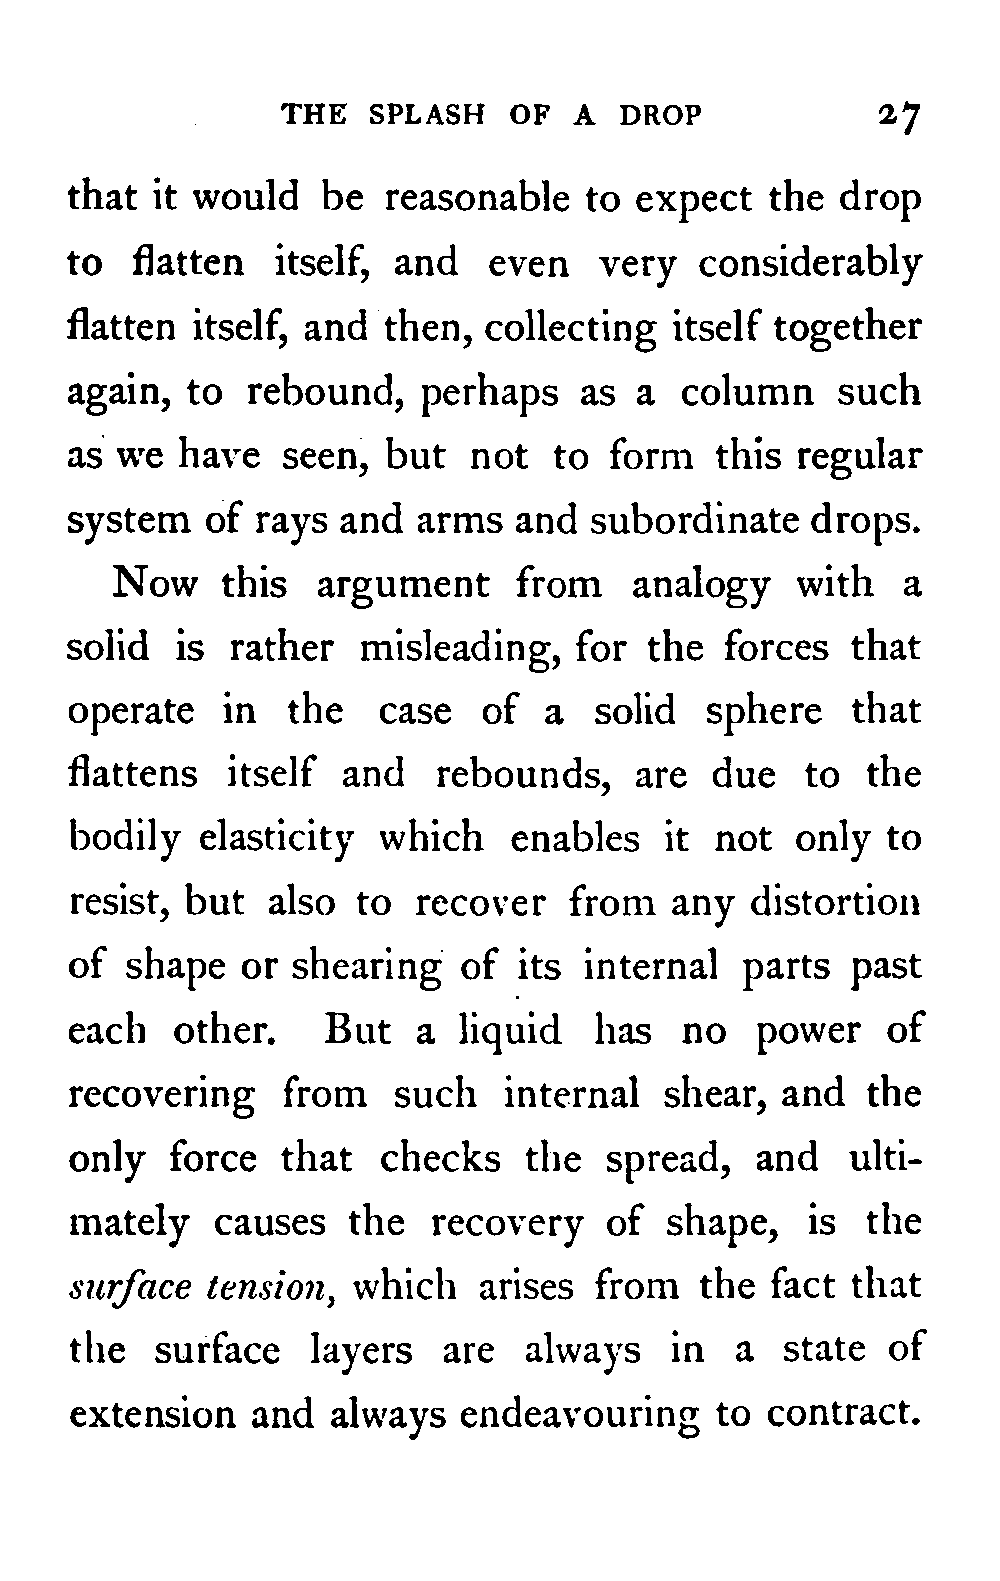 THE SPLASH OF A DROP 27
that it would be reasonable to expect the drop
to flatten itself, and even very considerably
flatten itself, and then, collecting itself together
again, to rebound, perhaps as a column such
as we have seen, but not to form this regular
system of rays and arms and subordinate drops.
Now this argument from analogy with a
solid is rather misleading, for the forces that
operate in the case of a solid sphere that
flattens itself and rebounds, are due to the
bodily elasticity which enables it not only to
resist, but also to recover from any distortion
of shape or shearing of its internal parts past
each other. But a liquid has no power of
recovering from such internal shear, and the
only force that checks the spread, and ulti-
mately causes the recovery of shape, is the
surface tension, which arises from the fact that
the surface layers are always in a state of
extension and always endeavouring to contract.